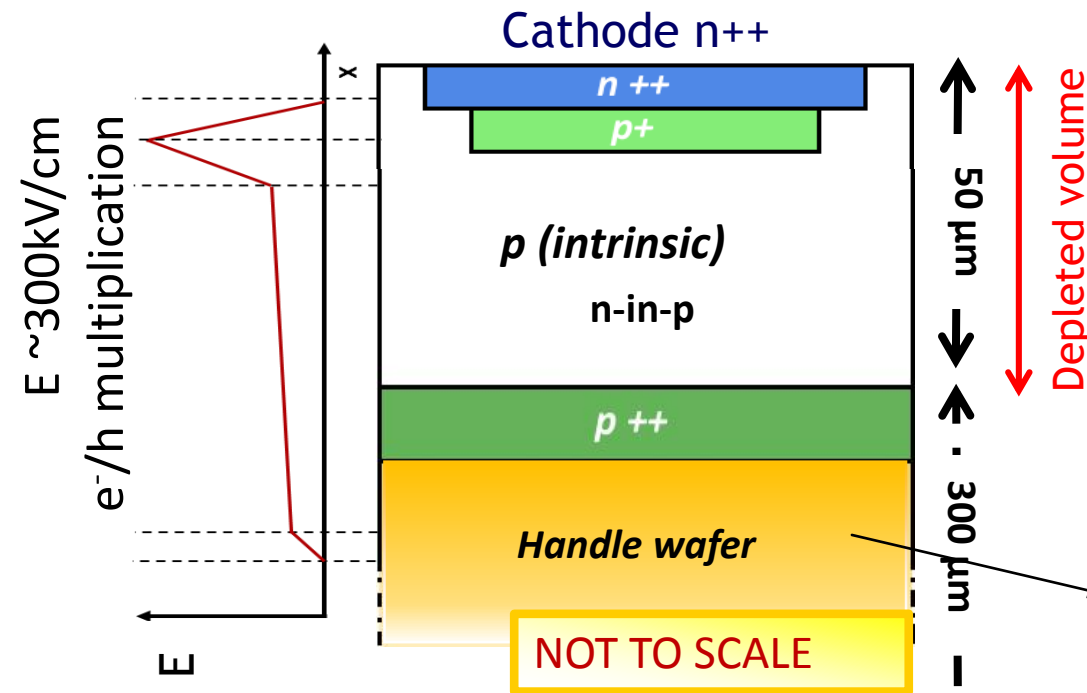 Cathode n++
x
n ++
p+
E ~300kV/cm
e⁻/h multiplication
p (intrinsic)
n-in-p
50 µm
Depleted volume
p ++
Handle wafer
300 µm
E
NOT TO SCALE